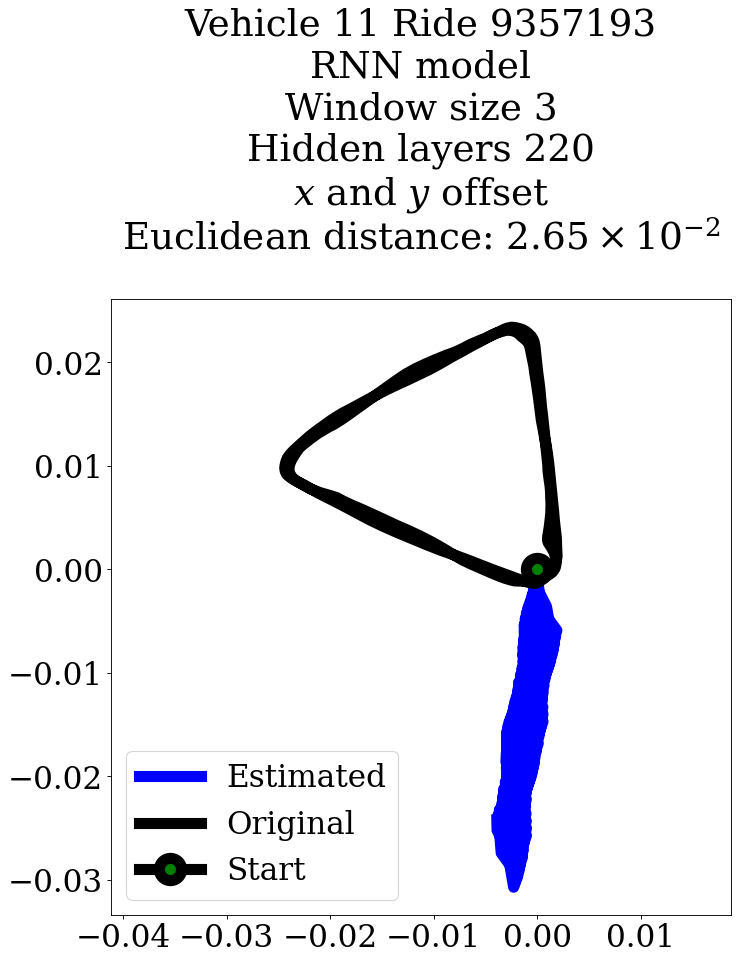 Vehicle 11 Ride 9357193
RNN model
Window size 3
Hidden layers 220
x and y offset
Euclidean distance: 2.65 × 10⁻²
0.02
0.01
0.00
−0.01
−0.02
−0.03
Estimated
Original
Start
−0.04 −0.03 −0.02 −0.01 0.00 0.01